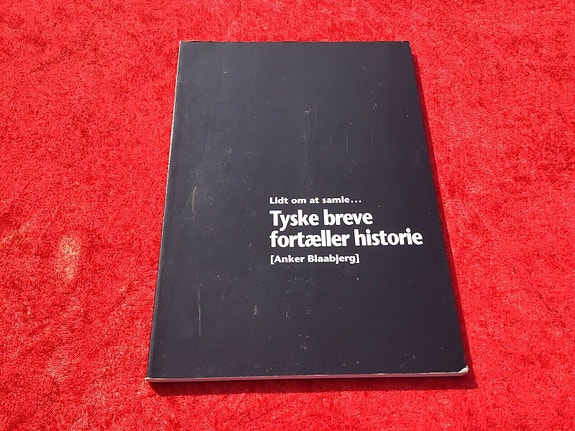 Lidt om at samle...
Tyske breve
fortæller historie
[Anker Blaabjerg]